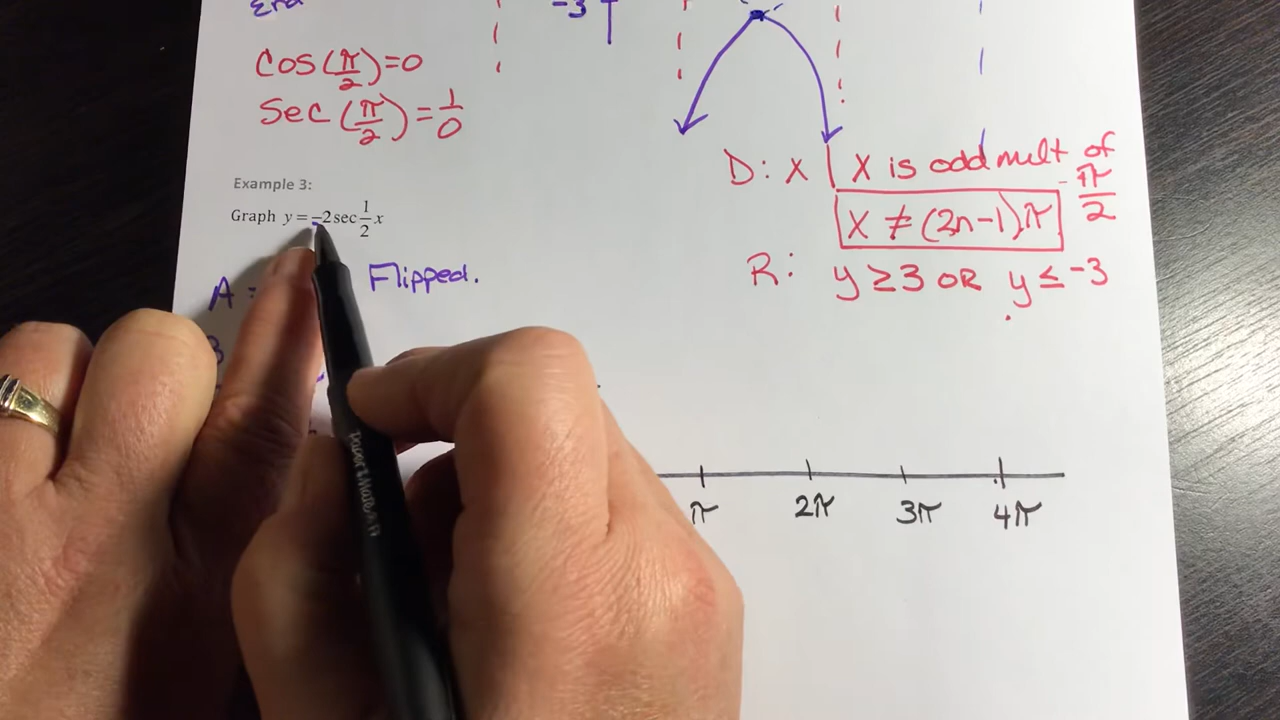 End
-3
cos(π/2)=0
Sec(π/2)=1/0
D: x | x is odd mult of π/2
x ≠ (2n-1)π
R: y ≥ 3 OR y ≤ -3
Example 3:
Graph y = -2 sec 1/2 x
A = Flipped.
B
π 2π 3π 4π